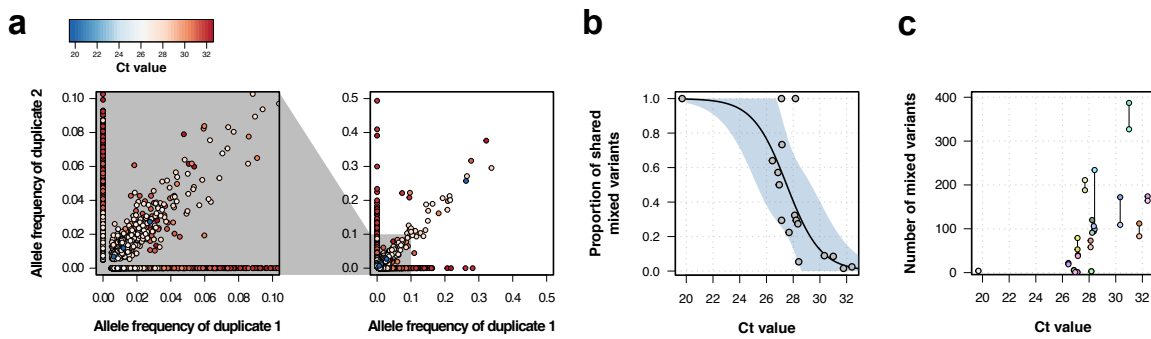 a
20 22 24 26 28 30 32
Ct value
Allele frequency of duplicate 2
0.10
0.08
0.06
0.04
0.02
0.00
0.00 0.02 0.04 0.06 0.08 0.10
Allele frequency of duplicate 1
0.5
0.4
0.3
0.2
0.1
0.0
0.0 0.1 0.2 0.3 0.4 0.5
Allele frequency of duplicate 1
b
Proportion of shared
mixed variants
1.0
0.8
0.6
0.4
0.2
0.0
20 22 24 26 28 30 32
Ct value
c
Number of mixed variants
400
300
200
100
0
20 22 24 26 28 30 32
Ct value